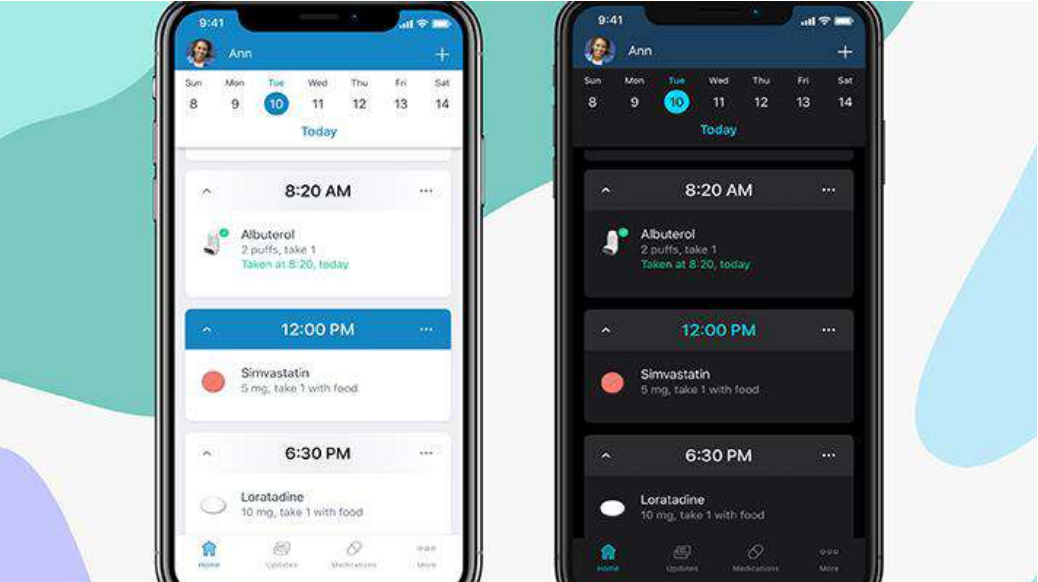 9:41
Ann
+
Sun Mon Tue Wed Thu Fri Sat
8 9 10 11 12 13 14
Today
8:20 AM
Albuterol
2 puffs, take 1
Taken at 8:20, today
12:00 PM
Simvastatin
5 mg, take 1 with food
6:30 PM
Loratadine
10 mg, take 1 with food
Home Updates Medications More
9:41
Ann
+
Sun Mon Tue Wed Thu Fri Sat
8 9 10 11 12 13 14
Today
8:20 AM
Albuterol
2 puffs, take 1
Taken at 8:20, today
12:00 PM
Simvastatin
5 mg, take 1 with food
6:30 PM
Loratadine
10 mg, take 1 with food
Home Updates Medications More